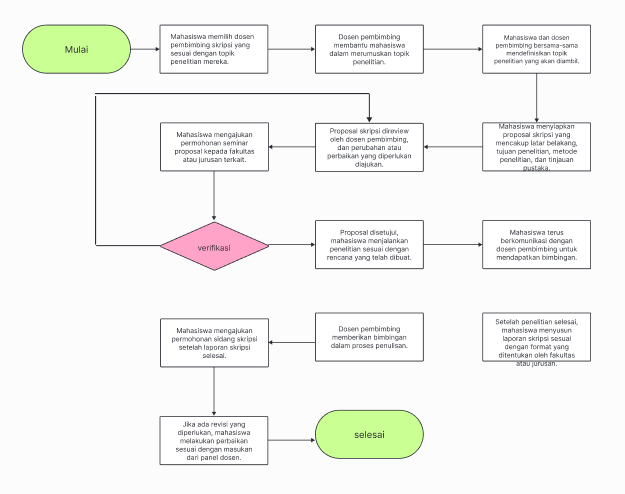 Mulai
Mahasiswa memilih dosen
pembimbing skripsi yang
sesuai dengan topik
penelitian mereka.
Dosen pembimbing
membantu mahasiswa
dalam merumuskan topik
penelitian.
Mahasiswa dan dosen
pembimbing bersama-sama
mendefinisikan topik
penelitian yang akan diambil.
Mahasiswa mengajukan
permohonan seminar
proposal kepada fakultas
atau jurusan terkait.
Proposal skripsi direview
oleh dosen pembimbing,
dan perubahan atau
perbaikan yang diperlukan
diajukan.
Mahasiswa menyiapkan
proposal skripsi yang
mencakup latar belakang,
tujuan penelitian, metode
penelitian, dan tinjauan
pustaka.
verifikasi
Proposal disetujui,
mahasiswa menjalankan
penelitian sesuai dengan
rencana yang telah dibuat.
Mahasiswa terus
berkomunikasi dengan
dosen pembimbing untuk
mendapatkan bimbingan.
Mahasiswa mengajukan
permohonan sidang skripsi
setelah laporan skripsi
selesai.
Dosen pembimbing
memberikan bimbingan
dalam proses penulisan.
Setelah penelitian selesai,
mahasiswa menyusun
laporan skripsi sesuai
dengan format yang
ditentukan oleh fakultas
atau jurusan.
Jika ada revisi yang
diperlukan, mahasiswa
melakukan perbaikan
sesuai dengan masukan
dari panel dosen.
selesai